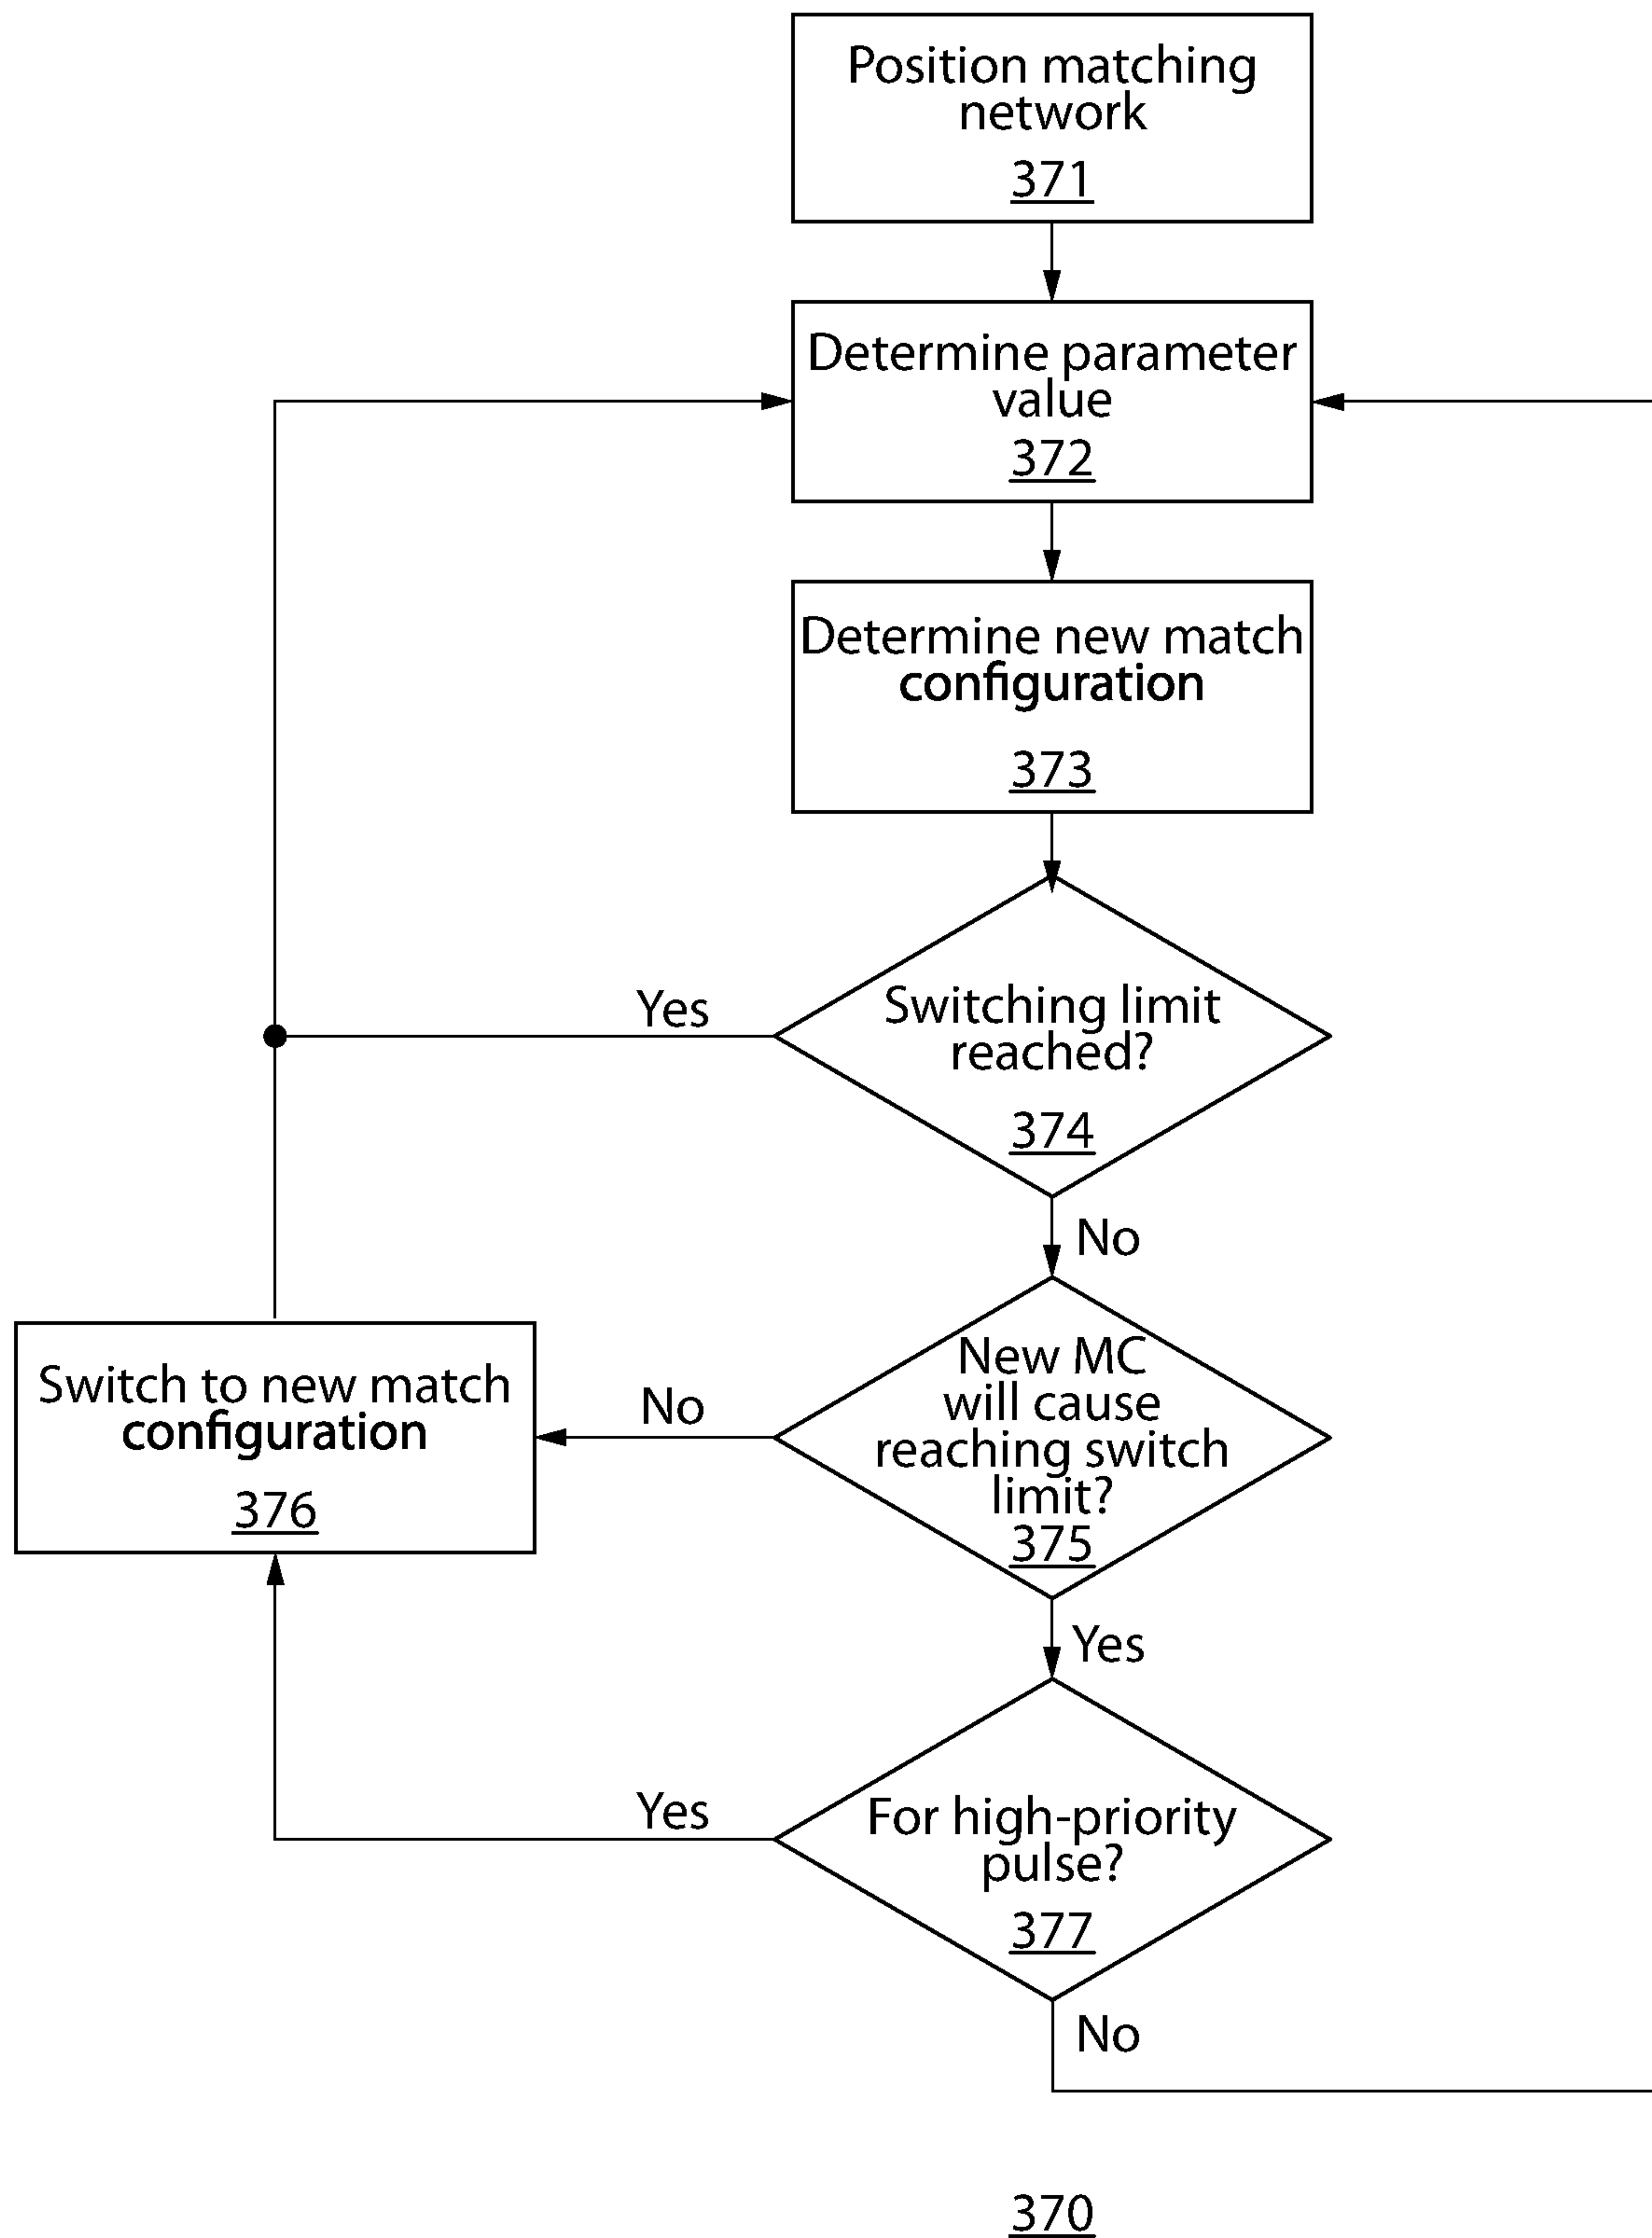 Position matching
network
371
Determine parameter
value
372
Determine new match
configuration
373
Switching limit
reached?
374
Yes
No
New MC
will cause
reaching switch
limit?
375
No
Switch to new match
configuration
376
Yes
For high-priority
pulse?
377
Yes
No
370